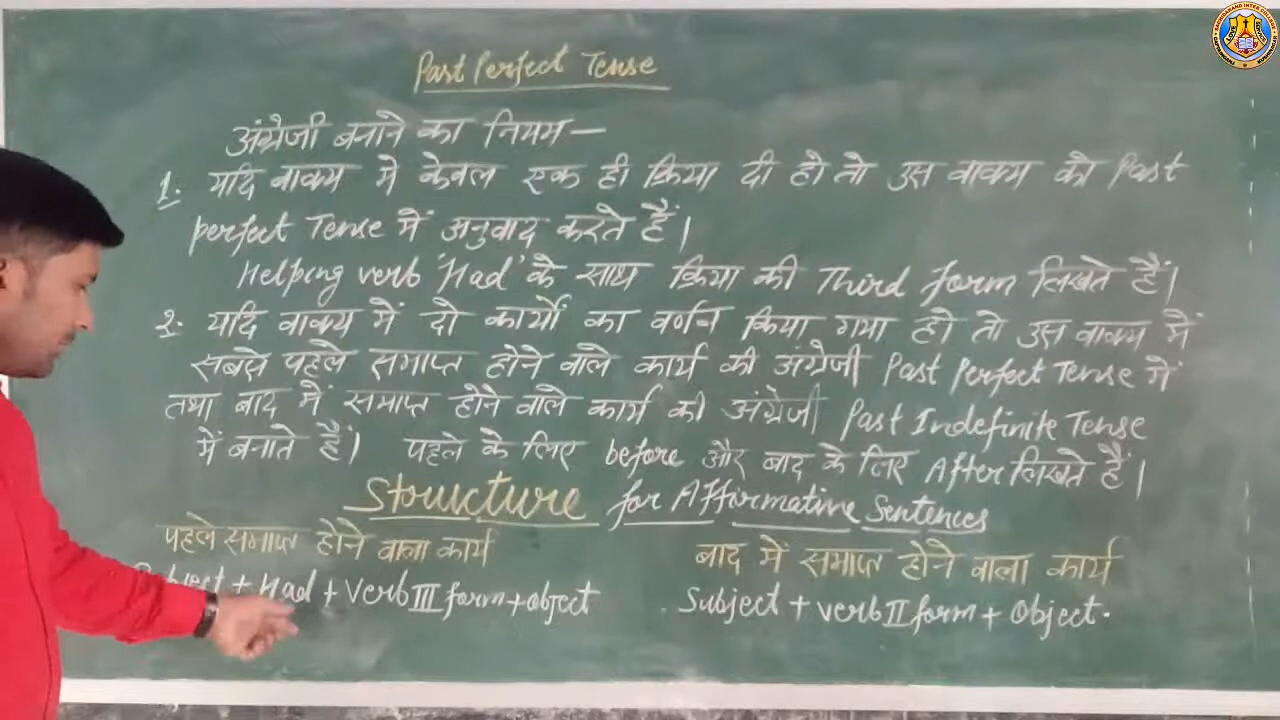 Past Perfect Tense
अंग्रेजी बनाने का नियम—
1. यदि वाक्य में केवल एक ही क्रिया दी हो तो उस वाक्य को Past
perfect Tense में अनुवाद करते हैं।
Helping verb 'Had' के साथ क्रिया की Third form लिखते हैं।
2. यदि वाक्य में दो कार्यों का वर्णन किया गया हो तो उस वाक्य में
सबसे पहले समाप्त होने वाले कार्य की अंग्रेजी Past Perfect Tense में
तथा बाद में समाप्त होने वाले कार्य की अंग्रेजी Past Indefinite Tense
में बनाते हैं। पहले के लिए before और बाद के लिए After लिखते हैं।
Structure for Affirmative Sentences
पहले समाप्त होने वाला कार्य
Subject + Had + Verb III form + object
बाद में समाप्त होने वाला कार्य
Subject + verb II form + Object.